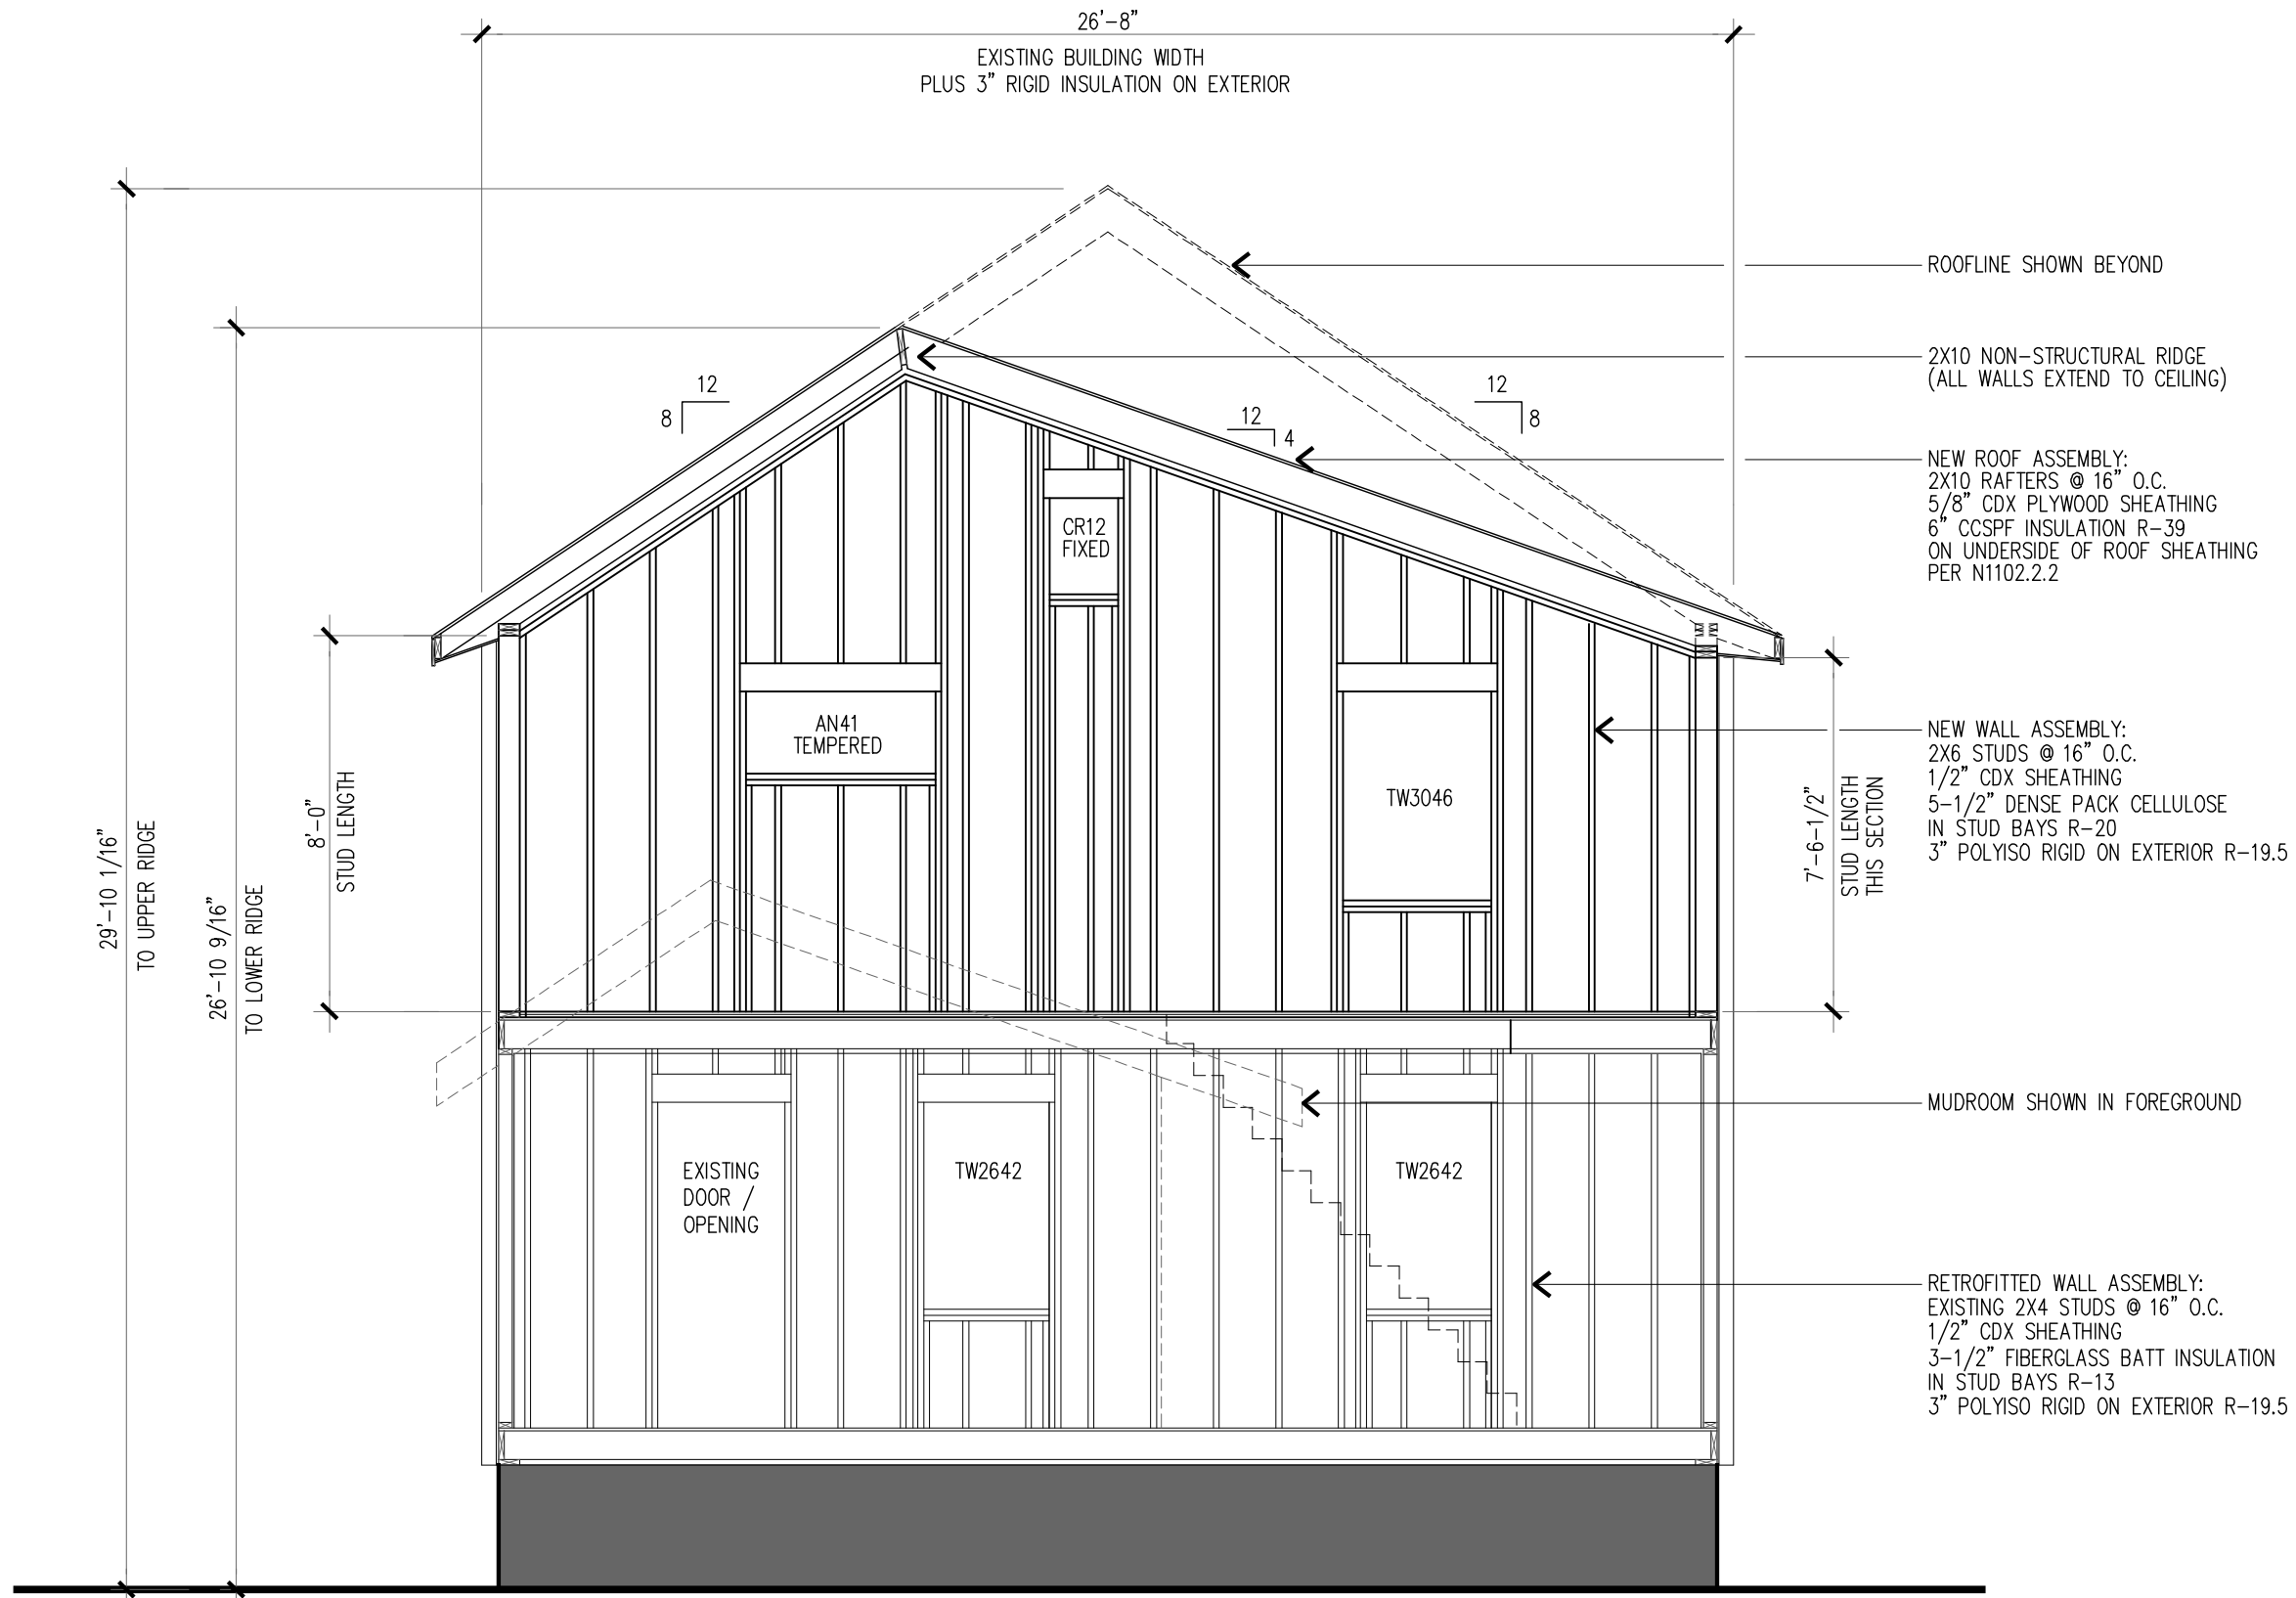 26'-8"
EXISTING BUILDING WIDTH
PLUS 3" RIGID INSULATION ON EXTERIOR
ROOFLINE SHOWN BEYOND
2X10 NON-STRUCTURAL RIDGE
(ALL WALLS EXTEND TO CEILING)
12
8
12
4
12
8
NEW ROOF ASSEMBLY:
2X10 RAFTERS @ 16" O.C.
5/8" CDX PLYWOOD SHEATHING
6" CCSPF INSULATION R-39
ON UNDERSIDE OF ROOF SHEATHING
PER N1102.2.2
CR12
FIXED
AN41
TEMPERED
TW3046
NEW WALL ASSEMBLY:
2X6 STUDS @ 16" O.C.
1/2" CDX SHEATHING
5-1/2" DENSE PACK CELLULOSE
IN STUD BAYS R-20
3" POLYISO RIGID ON EXTERIOR R-19.5
29'-10 1/16"
TO UPPER RIDGE
26'-10 9/16"
TO LOWER RIDGE
8'-0"
STUD LENGTH
7'-6-1/2"
STUD LENGTH
THIS SECTION
MUDROOM SHOWN IN FOREGROUND
EXISTING
DOOR /
OPENING
TW2642
TW2642
RETROFITTED WALL ASSEMBLY:
EXISTING 2X4 STUDS @ 16" O.C.
1/2" CDX SHEATHING
3-1/2" FIBERGLASS BATT INSULATION
IN STUD BAYS R-13
3" POLYISO RIGID ON EXTERIOR R-19.5